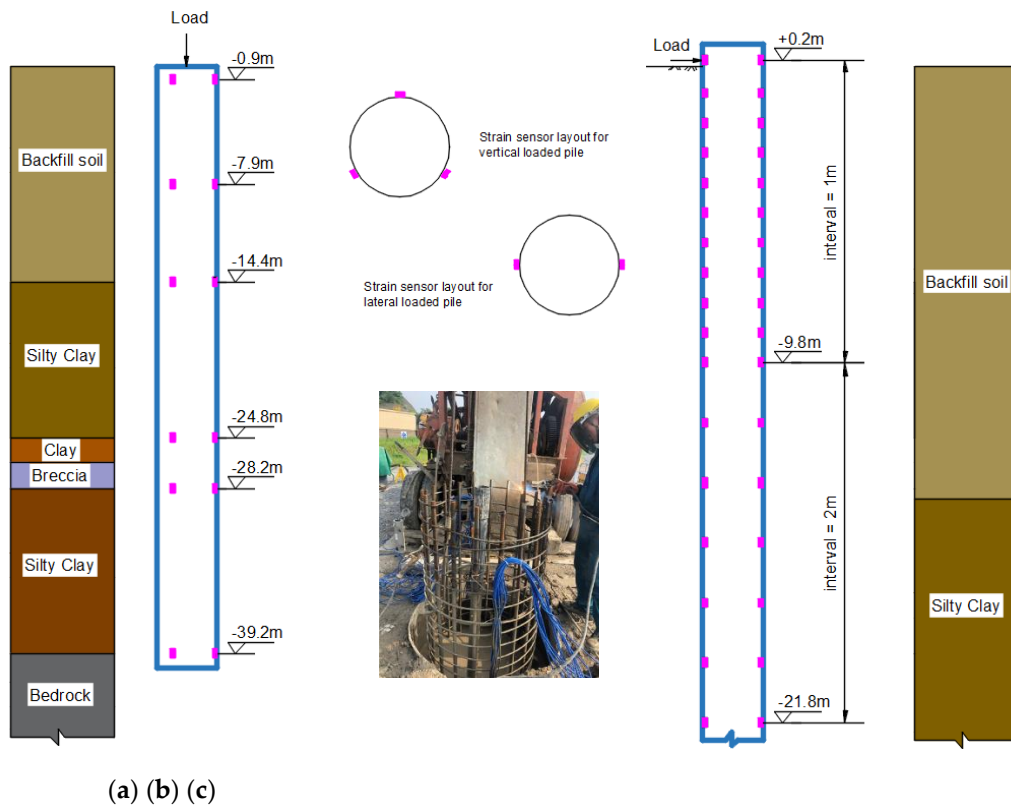 Load
-0.9m
Backfill soil
-7.9m
-14.4m
Silty Clay
-24.8m
Clay
Breccia
-28.2m
Silty Clay
-39.2m
Bedrock
Strain sensor layout for
vertical loaded pile
Strain sensor layout for
lateral loaded pile
Load
+0.2m
interval = 1m
-9.8m
interval = 2m
-21.8m
Backfill soil
Silty Clay
(a) (b) (c)